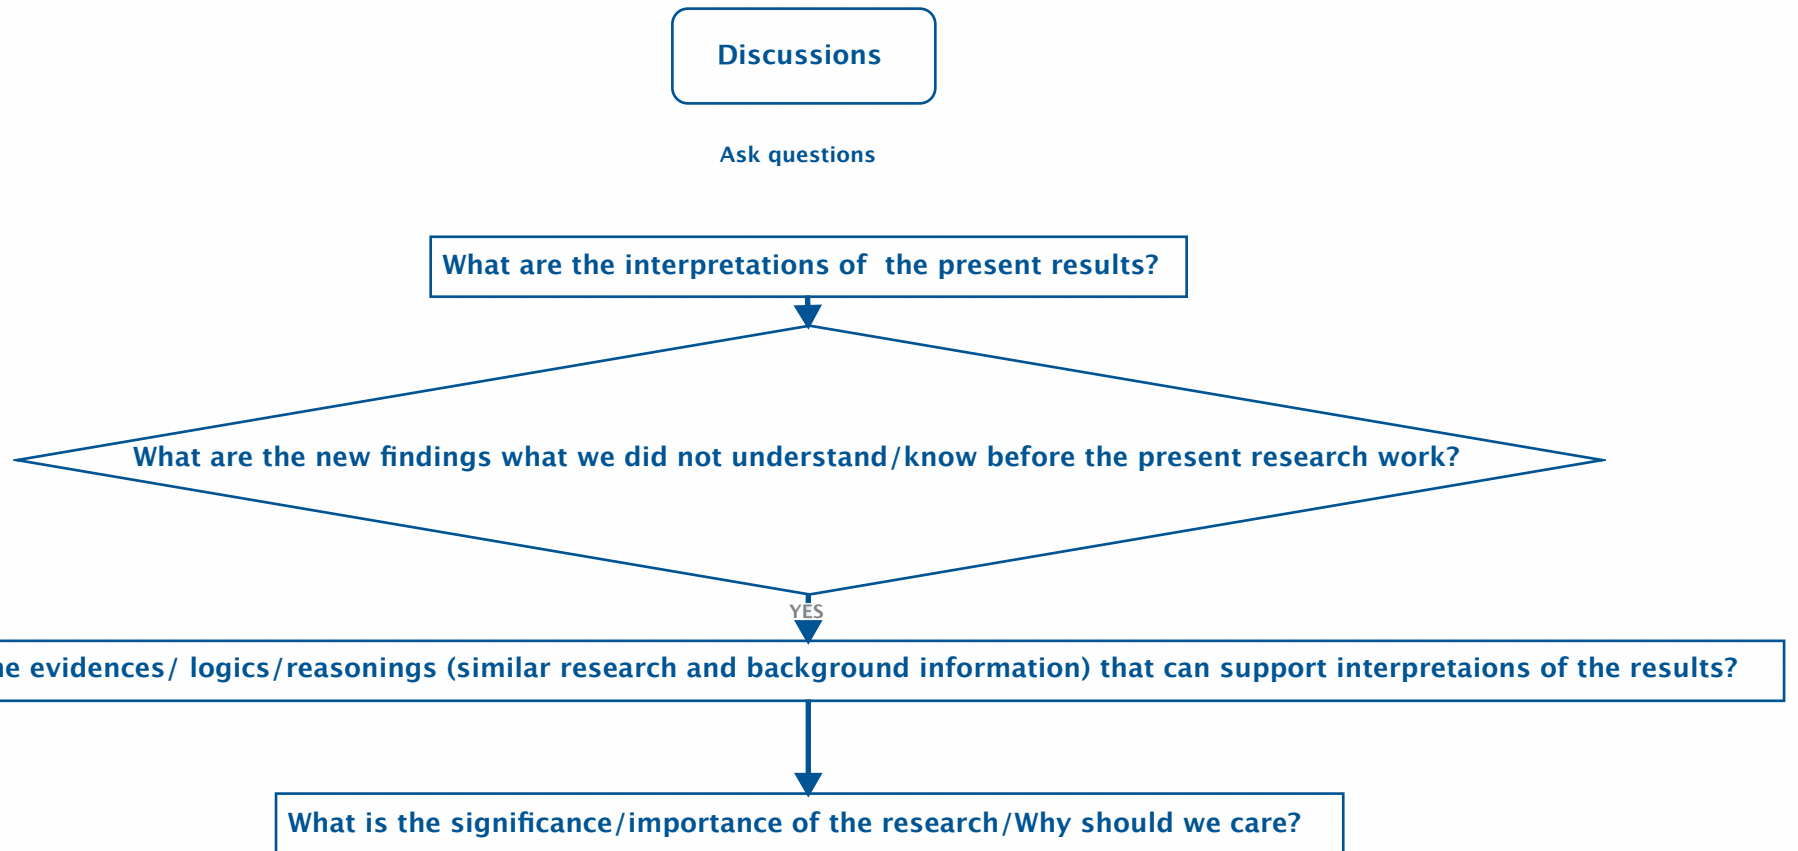 Discussions
Ask questions
What are the interpretations of the present results?
What are the new findings what we did not understand/know before the present research work?
YES
evidences/ logics/reasonings (similar research and background information) that can support interpretaions of the results?
What is the significance/importance of the research/Why should we care?